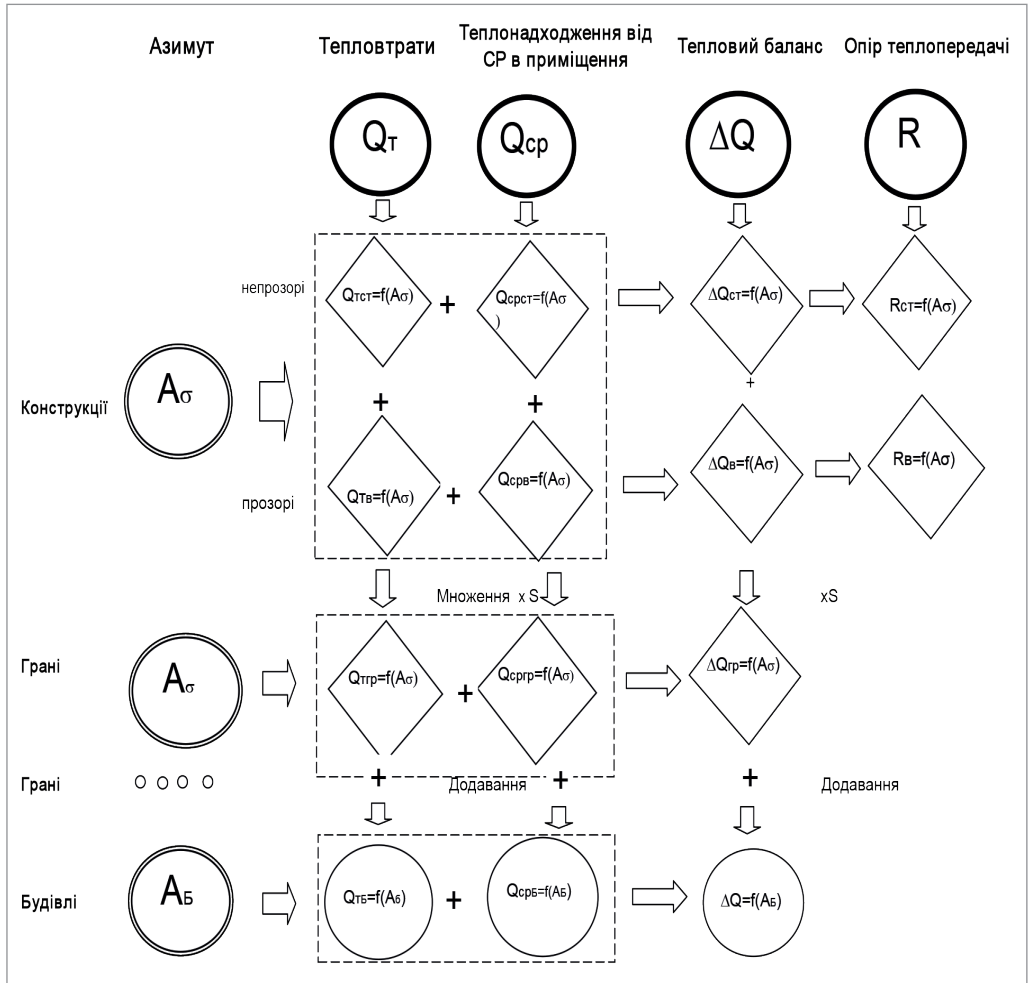 Азимут
Тепловтрати
Теплонадходження від
СР в приміщення
Тепловий баланс
Опір теплопередачі
Qт
Qср
ΔQ
R
непрозорі
Qтст=f(Aσ)
+
Qсрст=f(Aσ
)
ΔQст=f(Aσ)
Rст=f(Aσ)
Конструкції
Aσ
+
+
+
прозорі
Qтв=f(Aσ)
+
Qсрв=f(Aσ)
ΔQв=f(Aσ)
Rв=f(Aσ)
Множення x S
xS
Грані
Aσ
Qтгр=f(Aσ)
+
Qсргр=f(Aσ)
ΔQгр=f(Aσ)
Грані
+
Додавання
+
+
Додавання
Будівлі
AБ
QтБ=f(Aб)
+
QсрБ=f(AБ)
ΔQ=f(AБ)